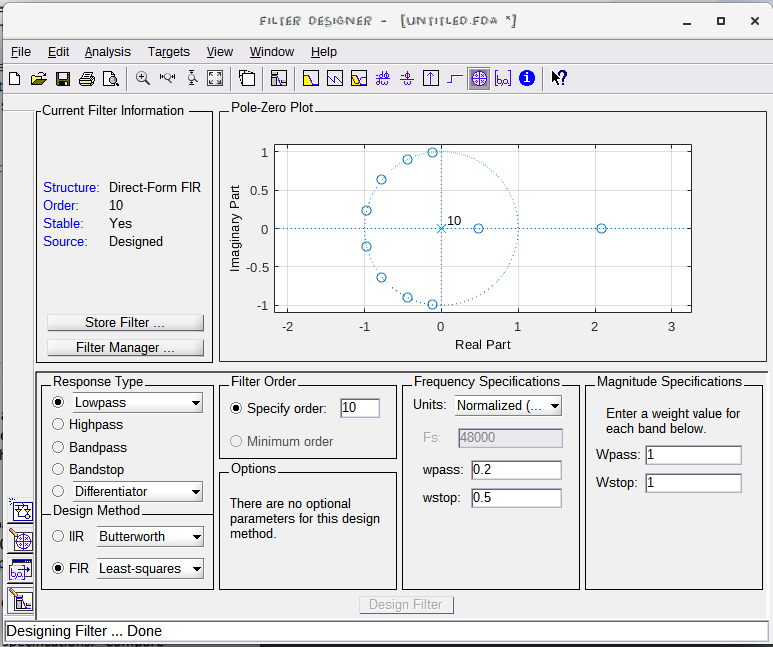 FILTER DESIGNER - [UNTITLED.FDA *]
File Edit Analysis Targets View Window Help
[b,a]
Current Filter Information
Structure: Direct-Form FIR
Order: 10
Stable: Yes
Source: Designed
Store Filter ...
Filter Manager ...
Pole-Zero Plot
Imaginary Part
1
0.5
0
-0.5
-1
10
-2 -1 0 1 2 3
Real Part
Response Type
Lowpass
Highpass
Bandpass
Bandstop
Differentiator
Design Method
IIR Butterworth
FIR Least-squares
Filter Order
Specify order: 10
Minimum order
Options
There are no optional
parameters for this design
method.
Frequency Specifications
Units: Normalized (...
Fs: 48000
wpass: 0.2
wstop: 0.5
Magnitude Specifications
Enter a weight value for
each band below.
Wpass: 1
Wstop: 1
Design Filter
Designing Filter ... Done